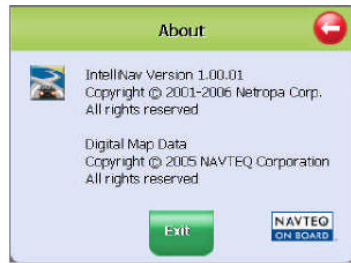 About
IntelliNav Version 1.00.01
Copyright © 2001-2006 Netropa Corp.
All rights reserved
Digital Map Data
Copyright © 2005 NAVTEQ Corporation
All rights reserved
Exit
NAVTEQ
ON BOARD